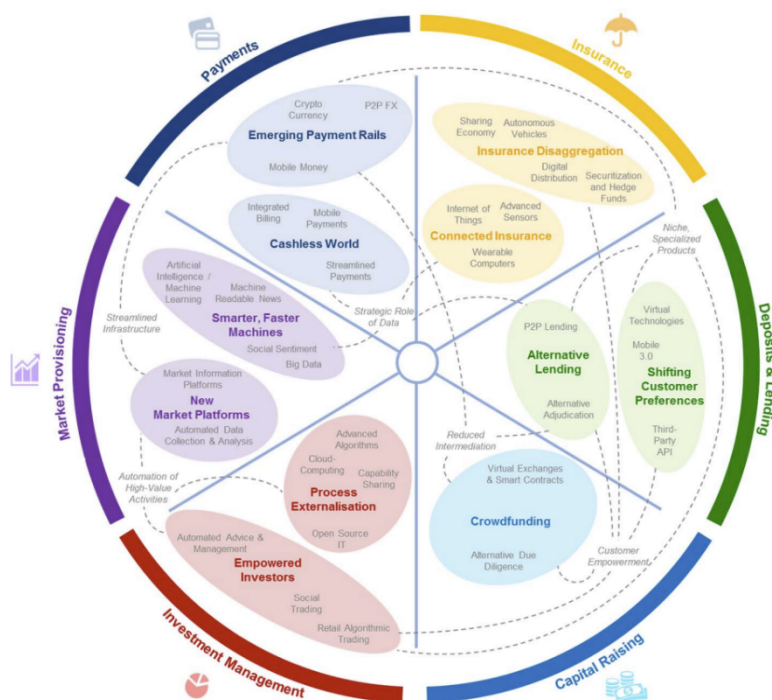 Payments
Insurance
Crypto
Currency
P2P FX
Emerging Payment Rails
Mobile Money
Sharing
Economy
Autonomous
Vehicles
Insurance Disaggregation
Digital
Distribution
Securitization
and Hedge
Funds
Integrated
Billing
Mobile
Payments
Cashless World
Streamlined
Payments
Internet of
Things
Advanced
Sensors
Connected Insurance
Wearable
Computers
Niche,
Specialized
Products
Market Provisioning
Artificial
Intelligence /
Machine
Learning
Machine
Readable News
Smarter, Faster
Machines
Social Sentiment
Big Data
Streamlined
Infrastructure
Strategic Role
of Data
Deposits & Lending
P2P Lending
Alternative
Lending
Alternative
Adjudication
Virtual
Technologies
Mobile
3.0
Shifting
Customer
Preferences
Third-
Party
API
Market Information
Platforms
New
Market Platforms
Automated Data
Collection & Analysis
Automation of
High-Value
Activities
Advanced
Algorithms
Cloud-
Computing
Capability
Sharing
Process
Externalisation
Open Source
IT
Reduced
Intermediation
Virtual Exchanges
& Smart Contracts
Crowdfunding
Alternative Due
Diligence
Customer
Empowerment
Automated Advice &
Management
Empowered
Investors
Social
Trading
Retail Algorithmic
Trading
Investment Management
Capital Raising